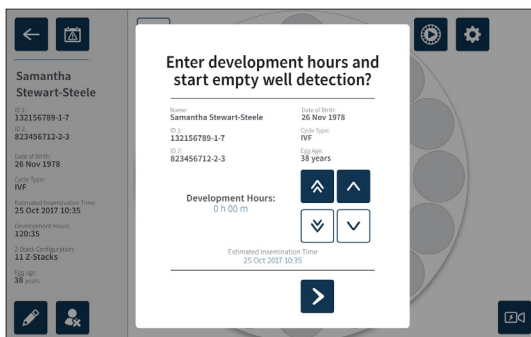 Samantha
Stewart-Steele
ID 1:
132156789-1-7
ID 2:
823456712-2-3
Date of Birth:
26 Nov 1978
Cycle Type:
IVF
Estimated Insemination Time:
25 Oct 2017 10:35
Development Hours:
120:35
Z-Stack Configuration:
11 Z-Stacks
Egg age:
38 years
Enter development hours and
start empty well detection?
Name:
Samantha Stewart-Steele
Date of Birth:
26 Nov 1978
ID 1:
132156789-1-7
Cycle Type:
IVF
ID 2:
823456712-2-3
Egg Age:
38 years
Development Hours:
0 h 00 m
Estimated Insemination Time
25 Oct 2017 10:35